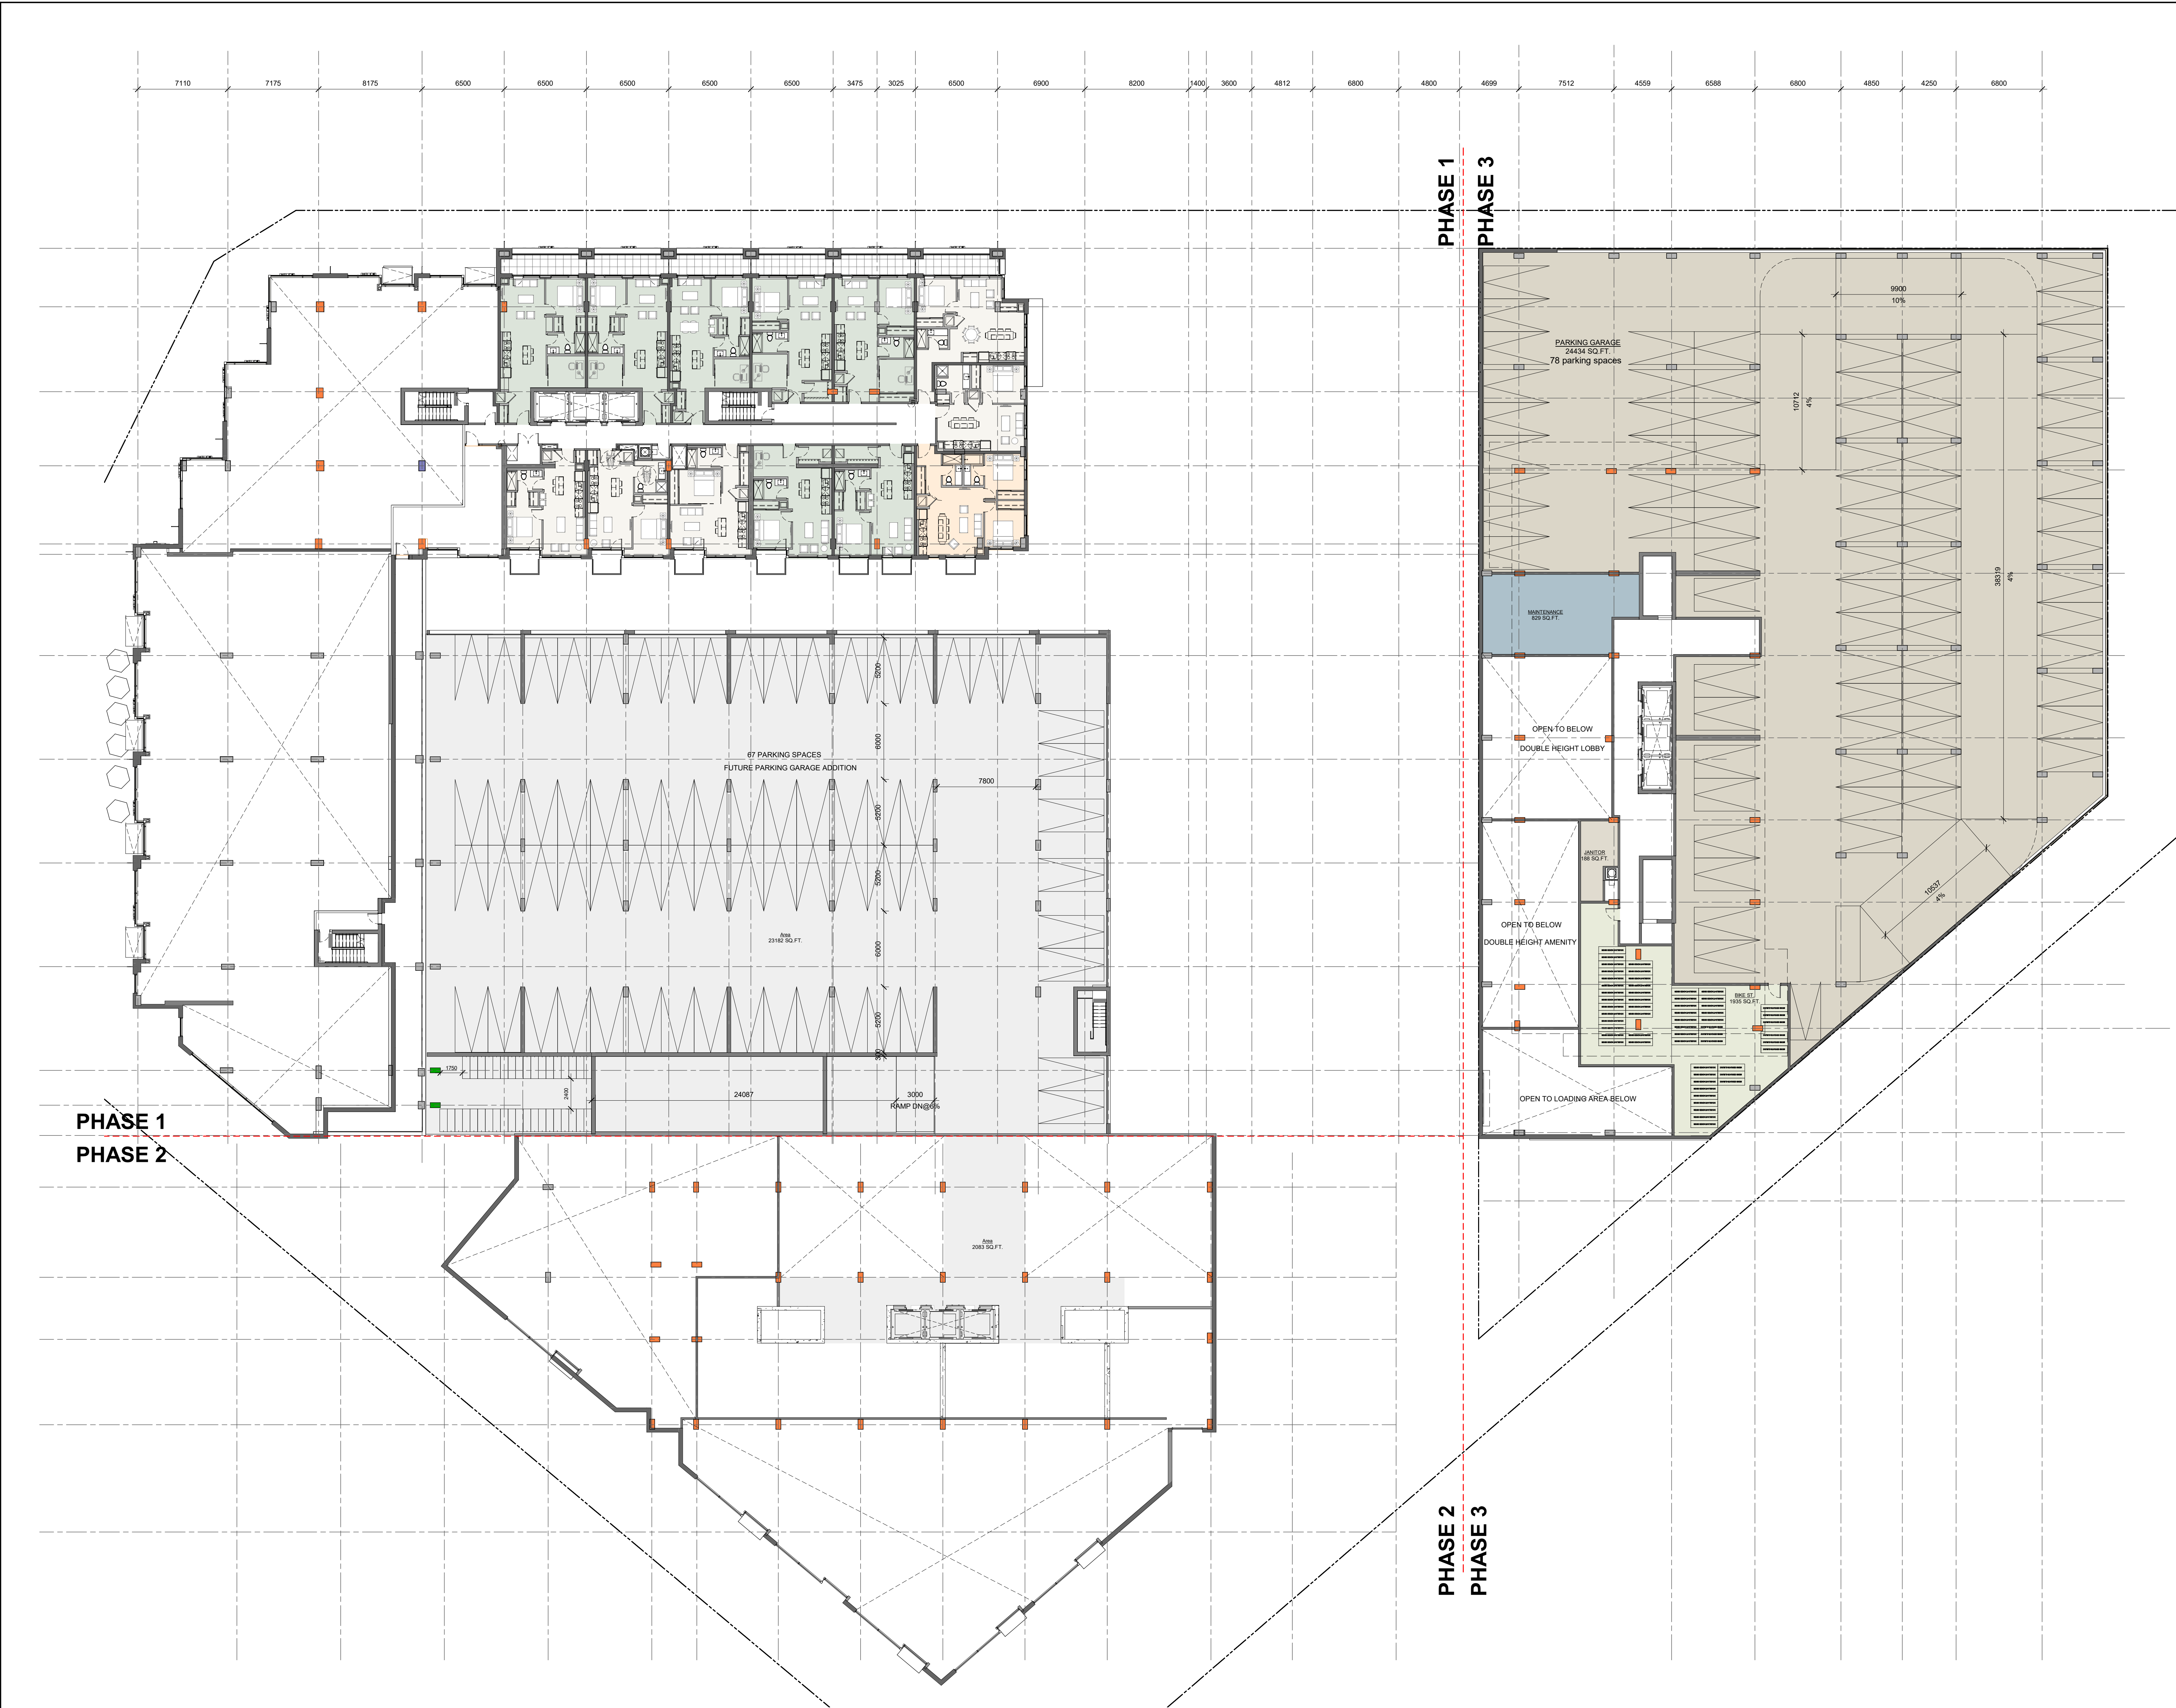 7110
7175
8175
6500
6500
6500
6500
6500
3475
3025
6500
6900
8200
1400
3600
4812
6800
4800
4699
7512
4559
6588
6800
4850
4250
6800
PHASE 1
PHASE 3
PARKING GARAGE
24434 SQ.FT.
78 parking spaces
9900
10%
10712
4%
38319
4%
MAINTENANCE
829 SQ.FT.
OPEN TO BELOW
DOUBLE HEIGHT LOBBY
JANITOR
188 SQ.FT.
10537
4%
OPEN TO BELOW
DOUBLE HEIGHT AMENITY
BIKE ST
1935 SQ.FT.
OPEN TO LOADING AREA BELOW
5200
6000
67 PARKING SPACES
FUTURE PARKING GARAGE ADDITION
7800
5200
5200
Area
23182 SQ.FT.
6000
5200
300
1750
2400
24087
3000
RAMP DN@6%
PHASE 1
PHASE 2
Area
2083 SQ.FT.
PHASE 2
PHASE 3